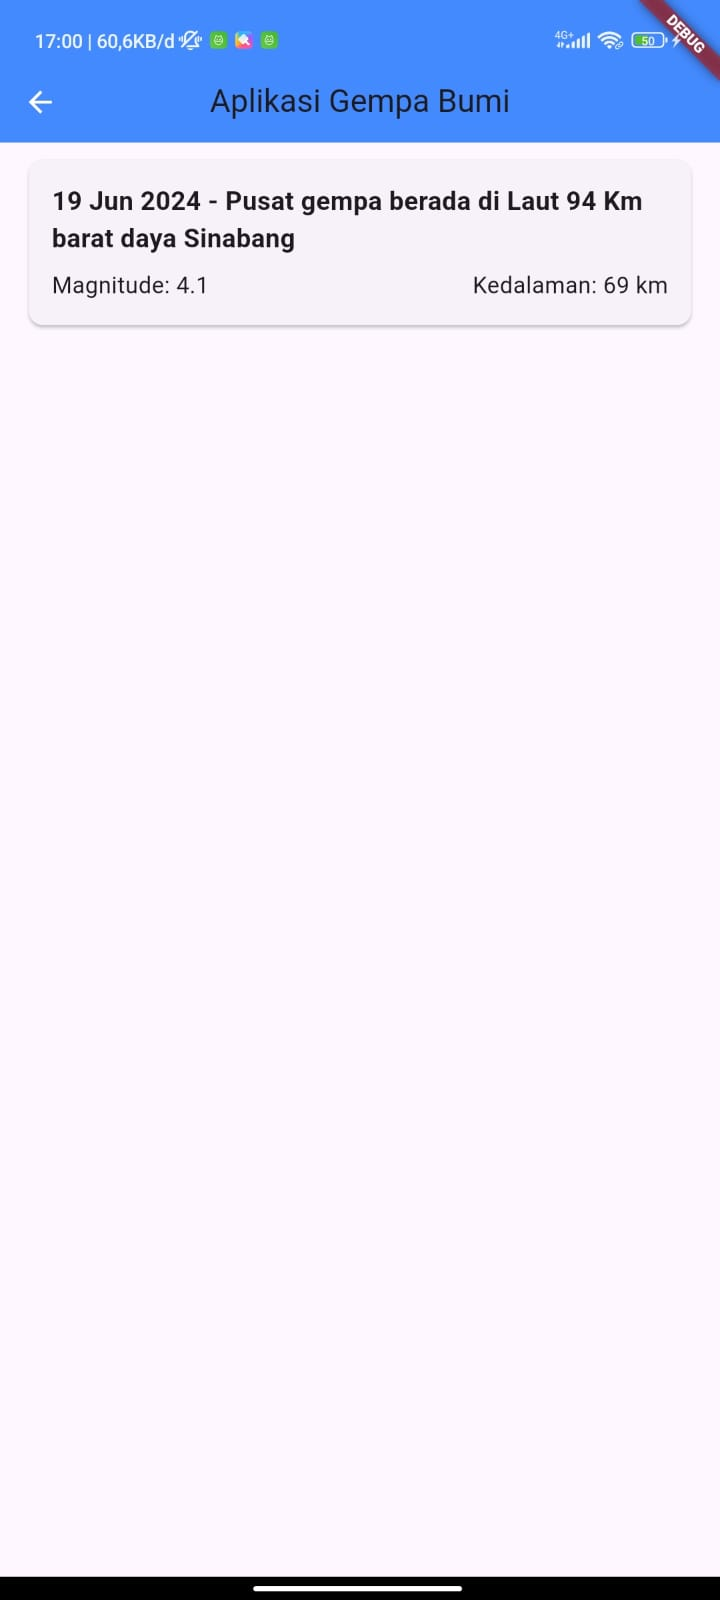 17:00 | 60,6KB/d
4G+
50
DEBUG
Aplikasi Gempa Bumi
19 Jun 2024 - Pusat gempa berada di Laut 94 Km
barat daya Sinabang
Magnitude: 4.1
Kedalaman: 69 km